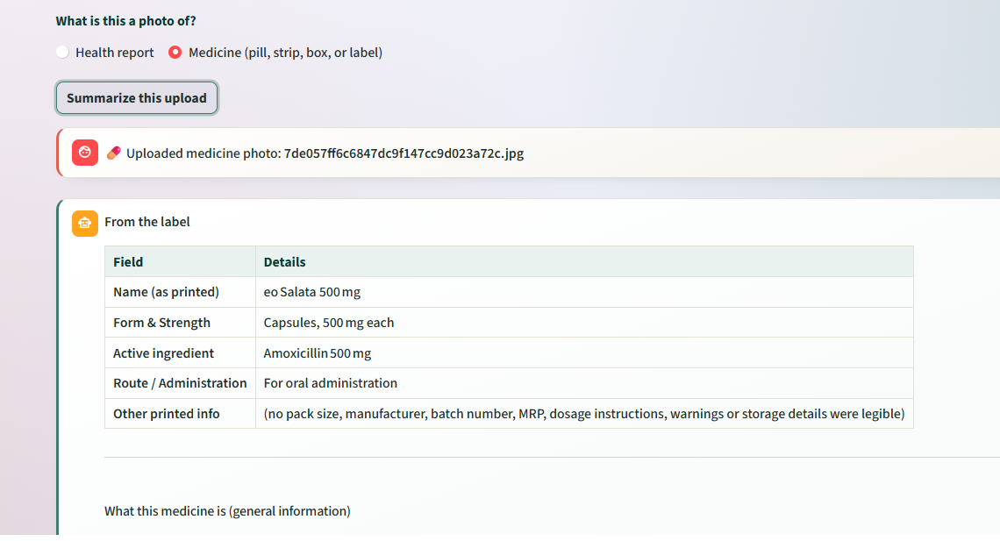 What is this a photo of?
Health report
Medicine (pill, strip, box, or label)
Summarize this upload
Uploaded medicine photo: 7de057ff6c6847dc9f147cc9d023a72c.jpg
From the label
Field Details
Name (as printed) eo Salata 500 mg
Form & Strength Capsules, 500 mg each
Active ingredient Amoxicillin 500 mg
Route / Administration For oral administration
Other printed info (no pack size, manufacturer, batch number, MRP, dosage instructions, warnings or storage details were legible)
What this medicine is (general information)